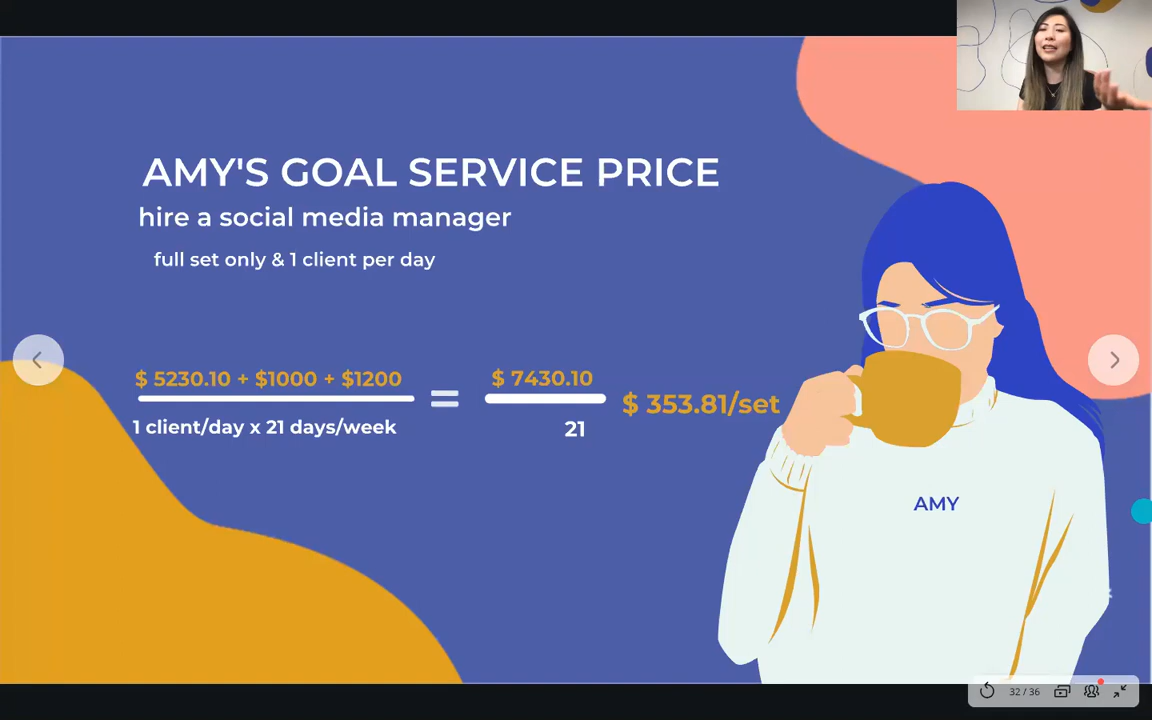 AMY'S GOAL SERVICE PRICE
hire a social media manager
full set only & 1 client per day
$ 5230.10 + $1000 + $1200
1 client/day x 21 days/week
=
$ 7430.10
21
$ 353.81/set
AMY
32 / 36